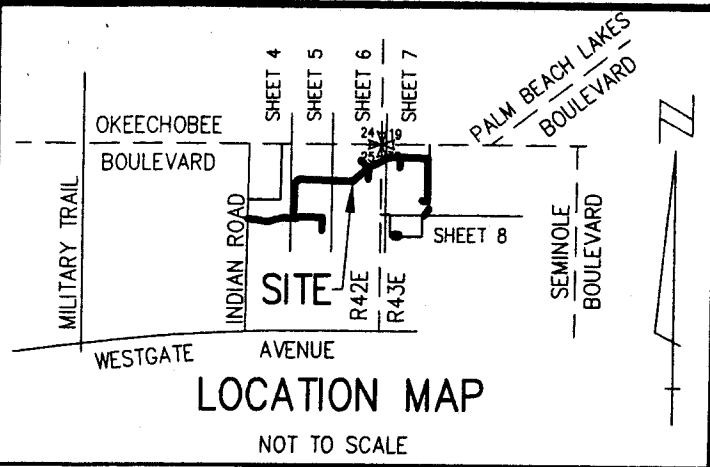 SHEET 4
SHEET 5
SHEET 6
SHEET 7
PALM BEACH LAKES
BOULEVARD
OKEECHOBEE
BOULEVARD
24
19
25
MILITARY TRAIL
INDIAN ROAD
SITE
R42E
R43E
SHEET 8
SEMINOLE
BOULEVARD
N
WESTGATE
AVENUE
LOCATION MAP
NOT TO SCALE